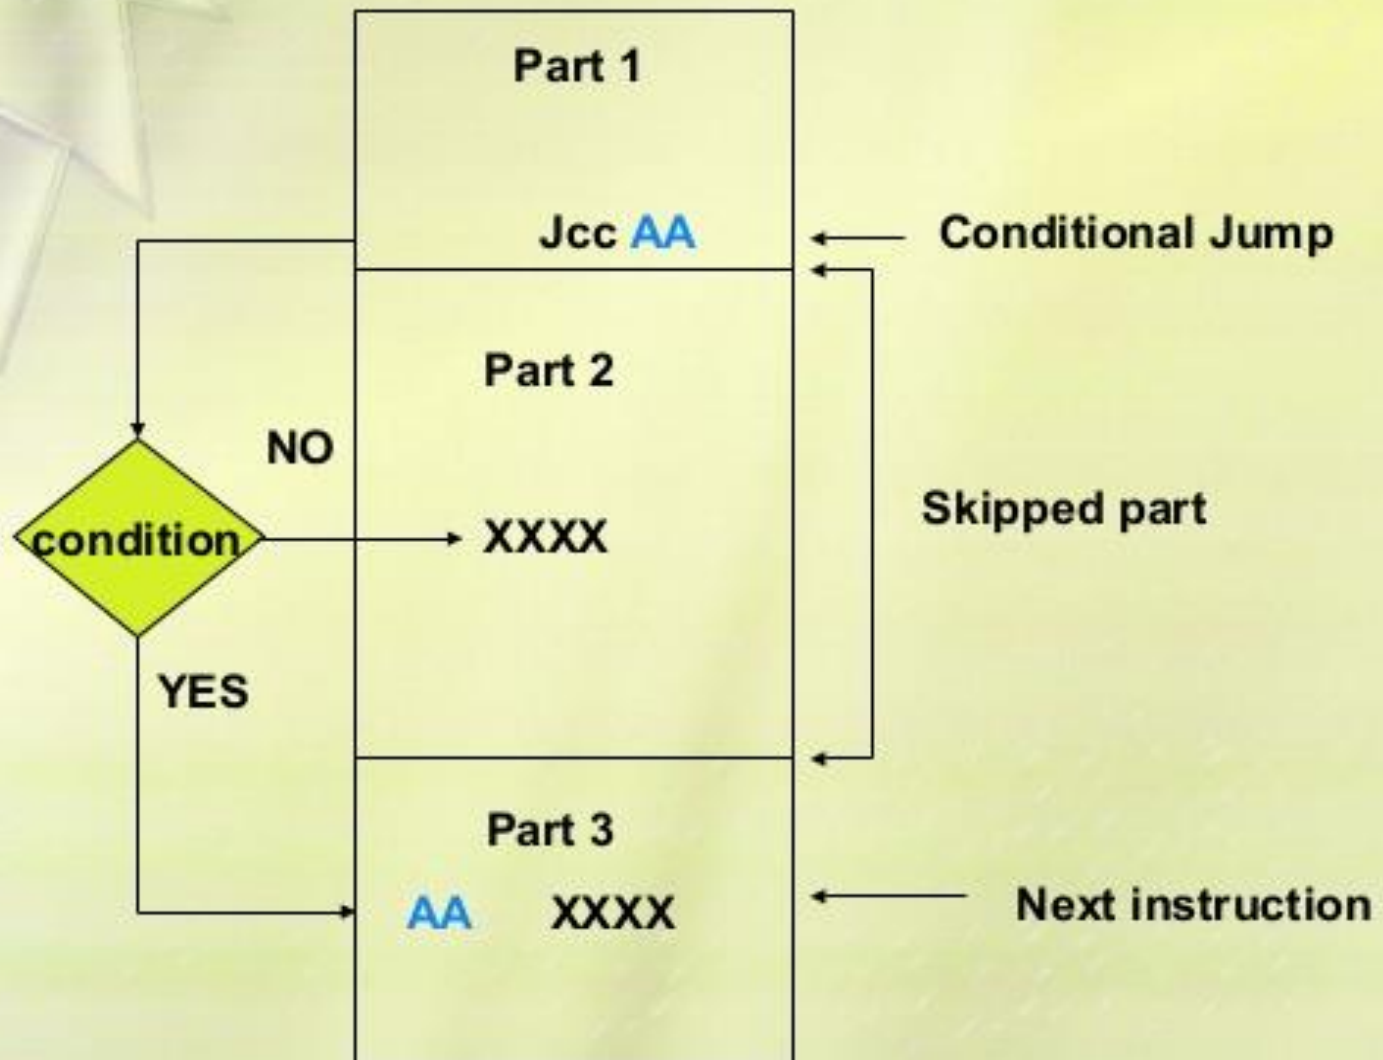 Part 1
Jcc AA
Conditional Jump
Part 2
NO
condition
XXXX
Skipped part
YES
Part 3
AA XXXX
Next instruction